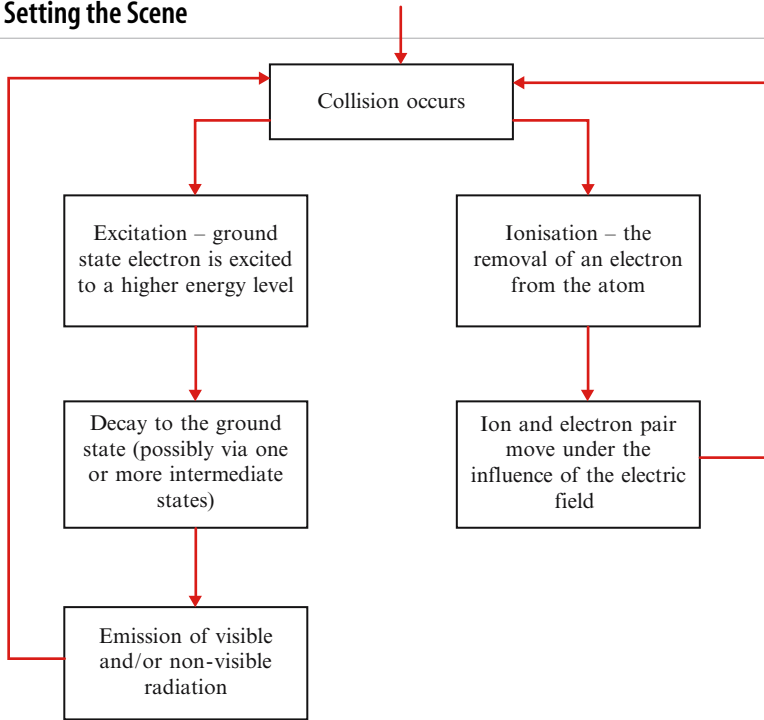 Setting the Scene
Collision occurs
Excitation – ground
state electron is excited
to a higher energy level
Ionisation – the
removal of an electron
from the atom
Decay to the ground
state (possibly via one
or more intermediate
states)
Ion and electron pair
move under the
influence of the electric
field
Emission of visible
and/or non-visible
radiation